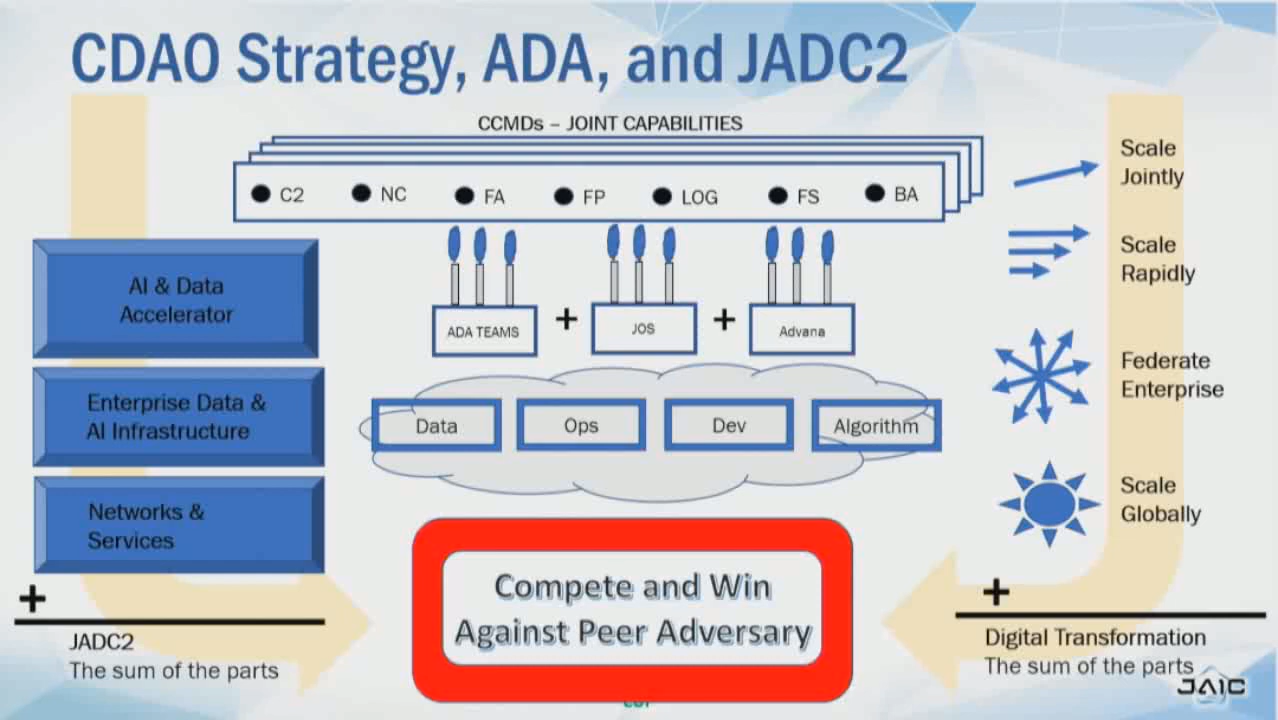 CDAO Strategy, ADA, and JADC2
CCMDs – JOINT CAPABILITIES
C2 NC FA FP LOG FS BA
AI & Data
Accelerator
Enterprise Data &
AI Infrastructure
Networks &
Services
+
JADC2
The sum of the parts
ADA TEAMS + JOS + Advana
Data Ops Dev Algorithm
Compete and Win
Against Peer Adversary
Scale
Jointly
Scale
Rapidly
Federate
Enterprise
Scale
Globally
+
Digital Transformation
The sum of the parts
JAIC